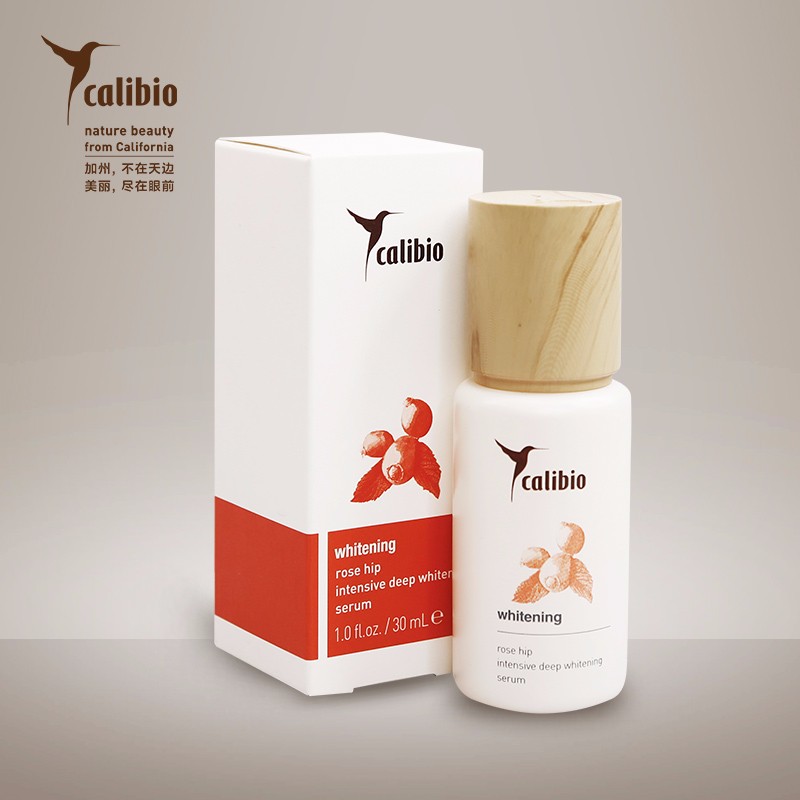 calibio
nature beauty
from California
加州，不在天边
美丽，尽在眼前
calibio
whitening
rose hip
intensive deep whiten
serum
1.0 fl.oz. / 30 mL ℮
calibio
whitening
rose hip
intensive deep whitening
serum